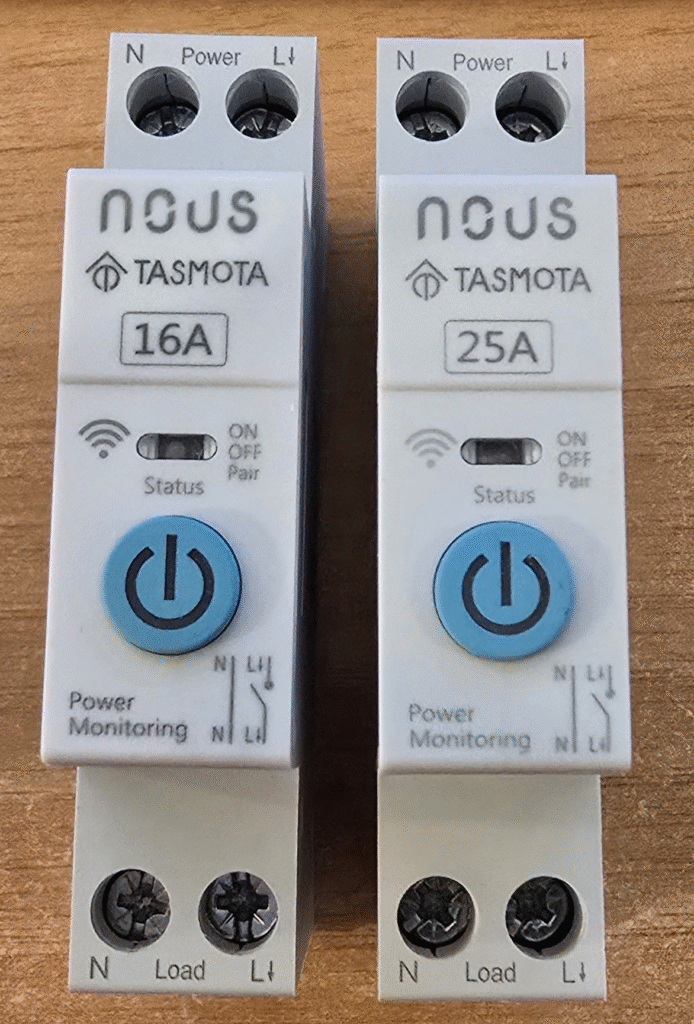 N Power L↓
nous
TASMOTA
16A
ON
OFF
Pair
Status
N L↓
Power
Monitoring
N L↓
N Load L↓
N Power L↓
nous
TASMOTA
25A
ON
OFF
Pair
Status
N L↓
Power
Monitoring
N L↓
N Load L↓